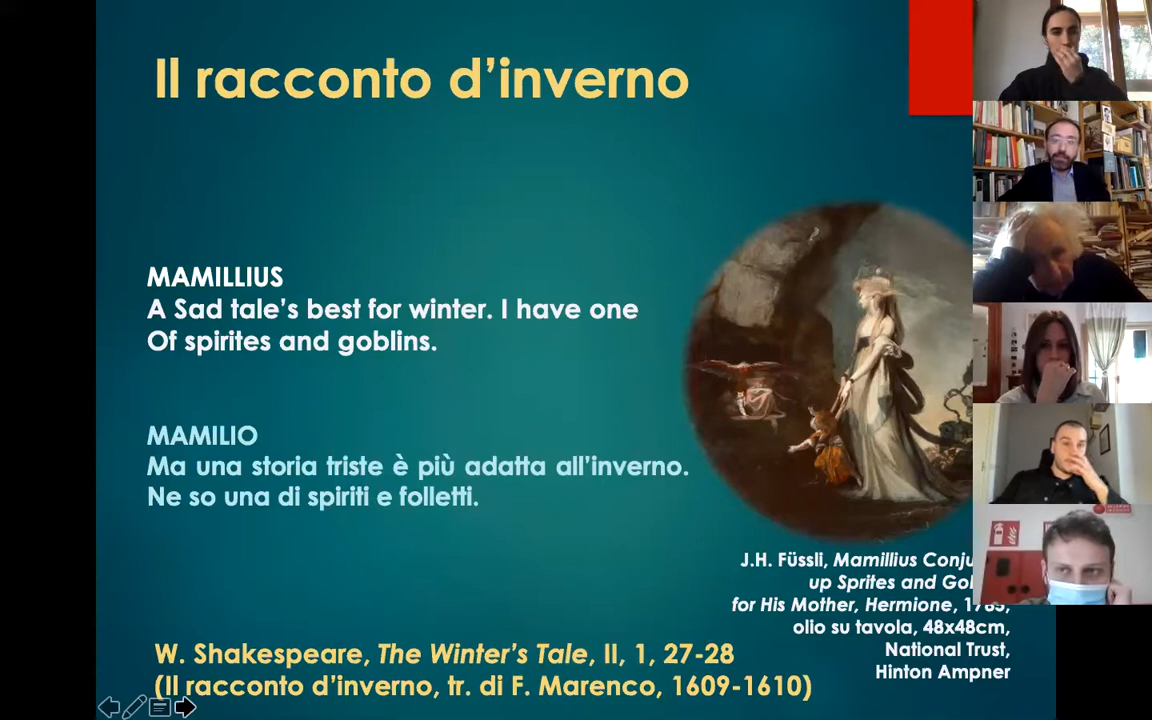 Il racconto d’inverno
MAMILLIUS
A Sad tale’s best for winter. I have one
Of spirites and goblins.
MAMILIO
Ma una storia triste è più adatta all’inverno.
Ne so una di spiriti e folletti.
J.H. Füssli, Mamillius
up Sprites and
for His Mother, Hermione,
olio su tavola, 48x48cm,
National Trust,
Hinton Ampner
W. Shakespeare, The Winter’s Tale, II, 1, 27-28
(Il racconto d’inverno, tr. di F. Marenco, 1609-1610)